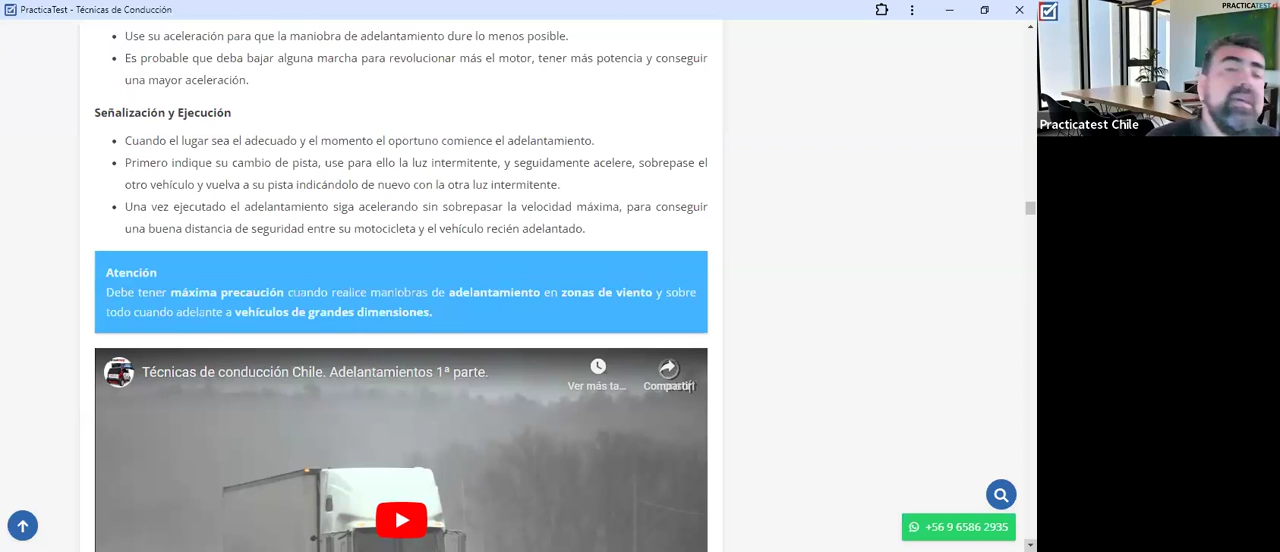 PracticaTest - Técnicas de Conducción
PRACTICATEST
Use su aceleración para que la maniobra de adelantamiento dure lo menos posible.
Es probable que deba bajar alguna marcha para revolucionar más el motor, tener más potencia y conseguir
una mayor aceleración.
Practicatest Chile
Señalización y Ejecución
Cuando el lugar sea el adecuado y el momento el oportuno comience el adelantamiento.
Primero indique su cambio de pista, use para ello la luz intermitente, y seguidamente acelere, sobrepase el
otro vehículo y vuelva a su pista indicándolo de nuevo con la otra luz intermitente.
Una vez ejecutado el adelantamiento siga acelerando sin sobrepasar la velocidad máxima, para conseguir
una buena distancia de seguridad entre su motocicleta y el vehículo recién adelantado.
Atención
Debe tener máxima precaución cuando realice maniobras de adelantamiento en zonas de viento y sobre
todo cuando adelante a vehículos de grandes dimensiones.
Técnicas de conducción Chile. Adelantamientos 1ª parte.
Ver más ta...
Compartir
+56 9 6586 2935